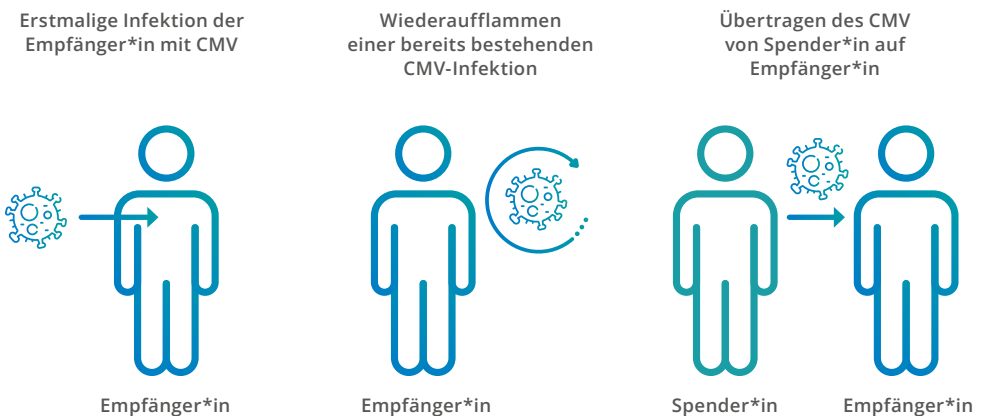 Erstmalige Infektion der
Empfänger*in mit CMV
Wiederaufflammen
einer bereits bestehenden
CMV-Infektion
Übertragen des CMV
von Spender*in auf
Empfänger*in
Empfänger*in
Empfänger*in
Spender*in
Empfänger*in